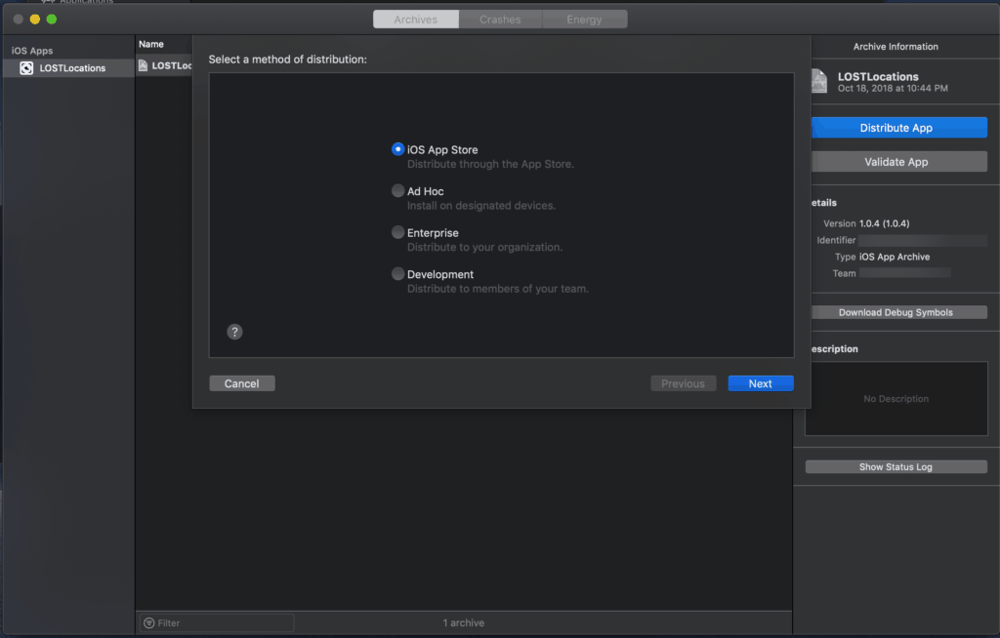 Applications
Archives
Crashes
Energy
iOS Apps
LOSTLocations
Name
LOSTLoc
Select a method of distribution:
iOS App Store
Distribute through the App Store.
Ad Hoc
Install on designated devices.
Enterprise
Distribute to your organization.
Development
Distribute to members of your team.
?
Cancel
Previous
Next
Archive Information
LOSTLocations
Oct 18, 2018 at 10:44 PM
Distribute App
Validate App
etails
Version 1.0.4 (1.0.4)
Identifier
Type iOS App Archive
Team
Download Debug Symbols
escription
No Description
Show Status Log
Filter
1 archive